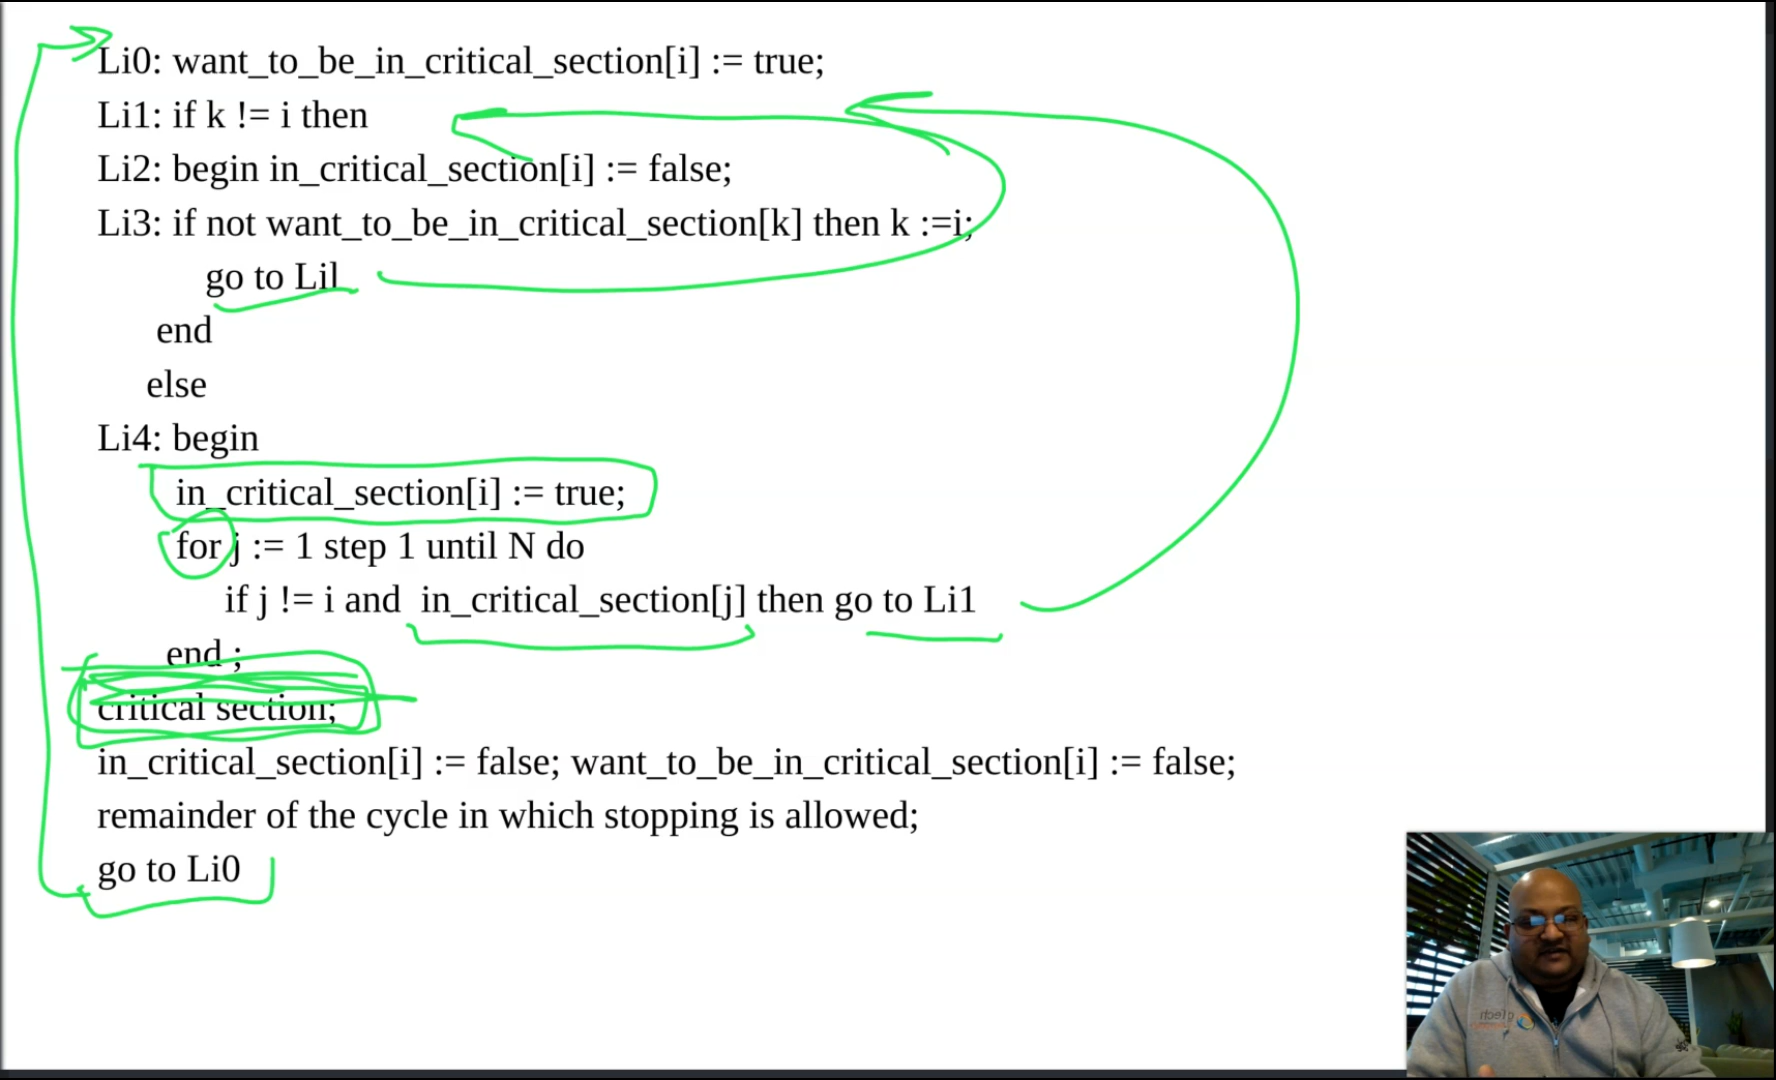 Li0: want_to_be_in_critical_section[i] := true;
Li1: if k != i then
Li2: begin in_critical_section[i] := false;
Li3: if not want_to_be_in_critical_section[k] then k :=i;
go to Lil
end
else
Li4: begin
in_critical_section[i] := true;
for j := 1 step 1 until N do
if j != i and in_critical_section[j] then go to Li1
end ;
critical section;
in_critical_section[i] := false; want_to_be_in_critical_section[i] := false;
remainder of the cycle in which stopping is allowed;
go to Li0